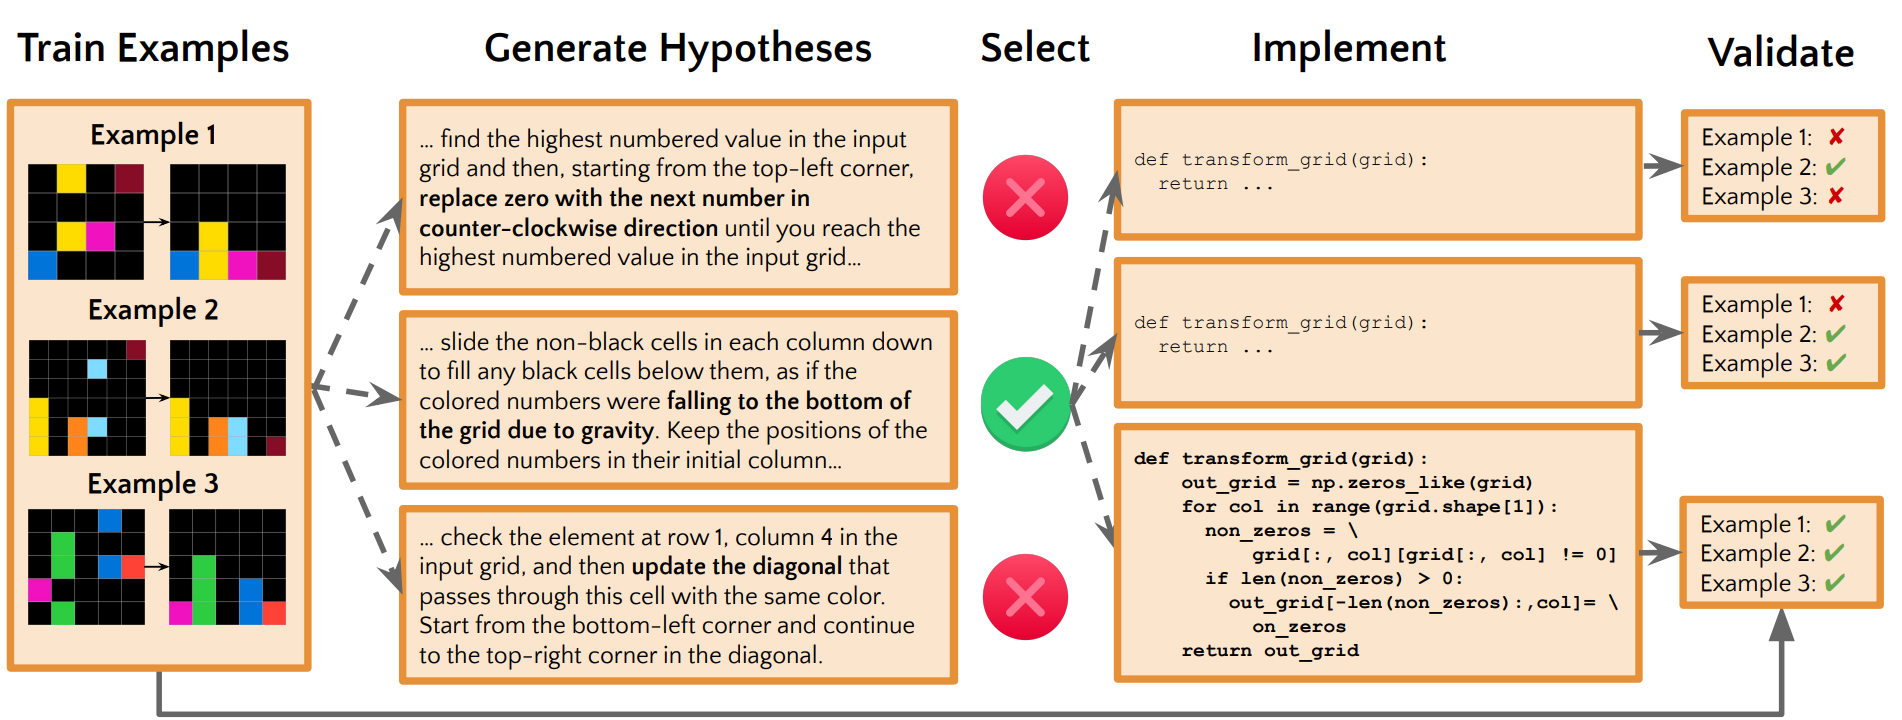 Train Examples
Generate Hypotheses
Select
Implement
Validate
Example 1
Example 2
Example 3
... find the highest numbered value in the input
grid and then, starting from the top-left corner,
replace zero with the next number in
counter-clockwise direction until you reach the
highest numbered value in the input grid...
... slide the non-black cells in each column down
to fill any black cells below them, as if the
colored numbers were falling to the bottom of
the grid due to gravity. Keep the positions of the
colored numbers in their initial column...
... check the element at row 1, column 4 in the
input grid, and then update the diagonal that
passes through this cell with the same color.
Start from the bottom-left corner and continue
to the top-right corner in the diagonal.
def transform_grid(grid):
  return ...
def transform_grid(grid):
  return ...
def transform_grid(grid):
    out_grid = np.zeros_like(grid)
    for col in range(grid.shape[1]):
      non_zeros = \
          grid[:, col][grid[:, col] != 0]
      if len(non_zeros) > 0:
        out_grid[-len(non_zeros):,col]= \
          on_zeros
    return out_grid
Example 1: ✘
Example 2: ✔
Example 3: ✘
Example 1: ✘
Example 2: ✔
Example 3: ✔
Example 1: ✔
Example 2: ✔
Example 3: ✔